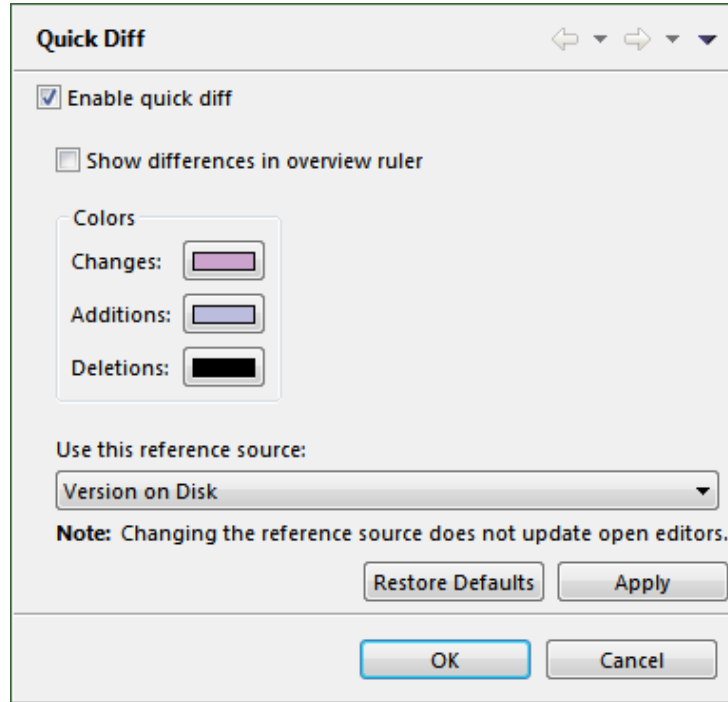 Quick Diff
Enable quick diff
Show differences in overview ruler
Colors
Changes:
Additions:
Deletions:
Use this reference source:
Version on Disk
Note: Changing the reference source does not update open editors.
Restore Defaults Apply
OK Cancel